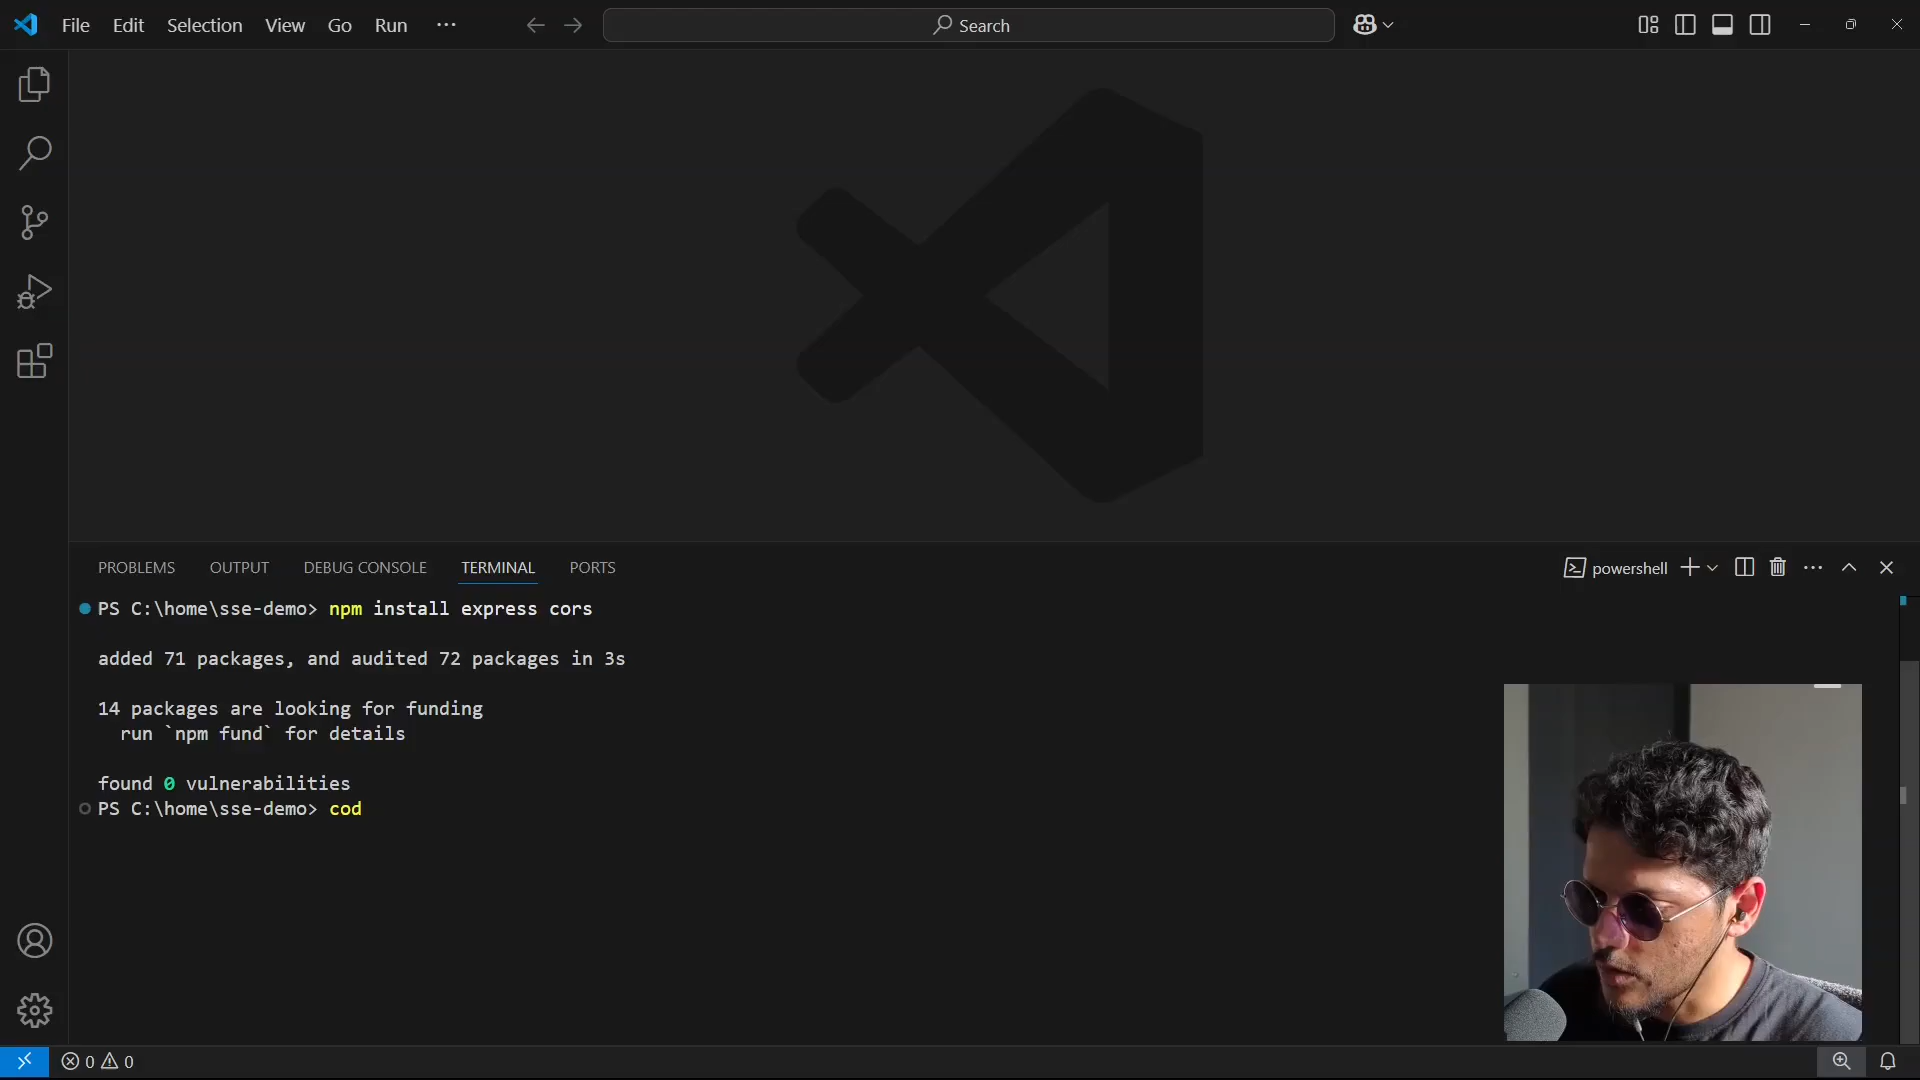 File Edit Selection View Go Run ···
Search
PROBLEMS OUTPUT DEBUG CONSOLE TERMINAL PORTS
powershell
PS C:\home\sse-demo> npm install express cors
added 71 packages, and audited 72 packages in 3s
14 packages are looking for funding
run `npm fund` for details
found 0 vulnerabilities
PS C:\home\sse-demo> cod
0 0